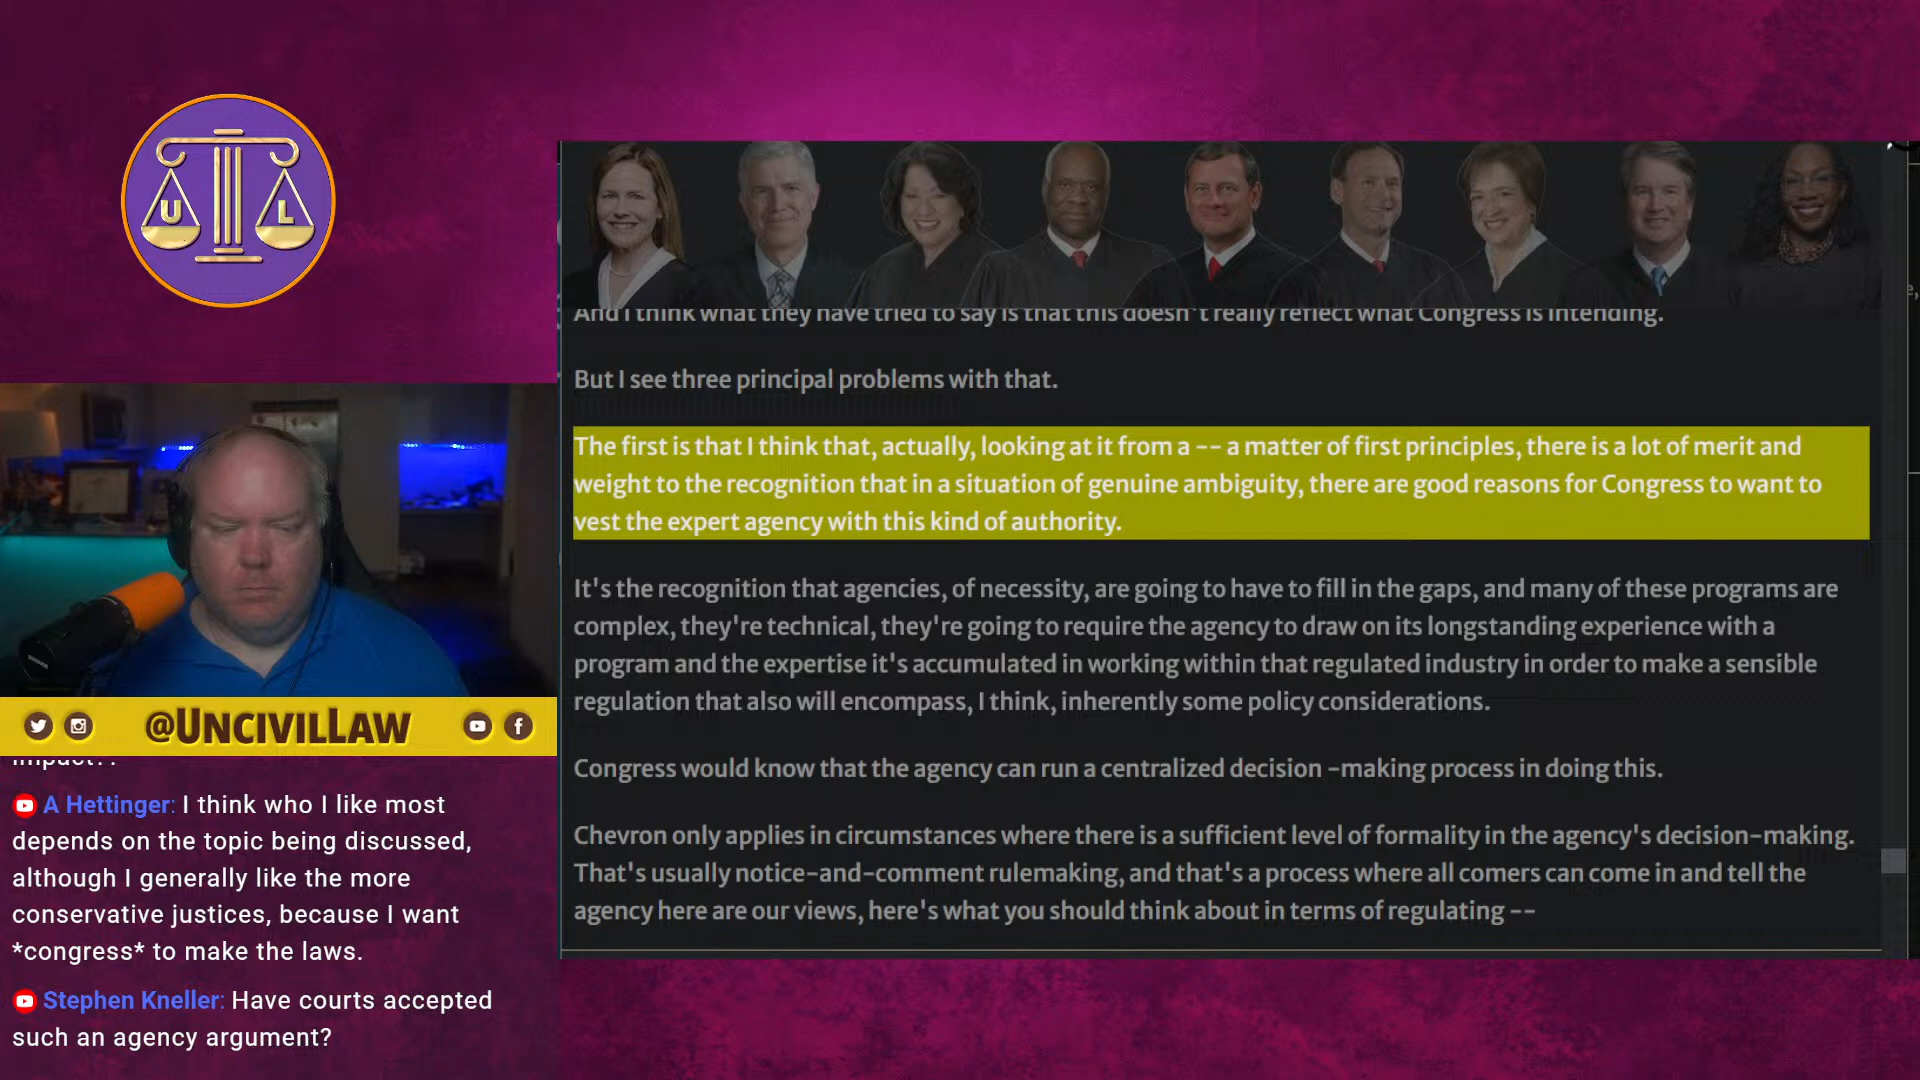 U L
And I think what they have tried to say is that this doesn't really reflect what Congress is intending.
But I see three principal problems with that.
The first is that I think that, actually, looking at it from a -- a matter of first principles, there is a lot of merit and
weight to the recognition that in a situation of genuine ambiguity, there are good reasons for Congress to want to
vest the expert agency with this kind of authority.
It's the recognition that agencies, of necessity, are going to have to fill in the gaps, and many of these programs are
complex, they're technical, they're going to require the agency to draw on its longstanding experience with a
program and the expertise it's accumulated in working within that regulated industry in order to make a sensible
regulation that also will encompass, I think, inherently some policy considerations.
Congress would know that the agency can run a centralized decision -making process in doing this.
Chevron only applies in circumstances where there is a sufficient level of formality in the agency's decision-making.
That's usually notice-and-comment rulemaking, and that's a process where all comers can come in and tell the
agency here are our views, here's what you should think about in terms of regulating --
@UNCIVILLAW
A Hettinger: I think who I like most
depends on the topic being discussed,
although I generally like the more
conservative justices, because I want
*congress* to make the laws.
Stephen Kneller: Have courts accepted
such an agency argument?